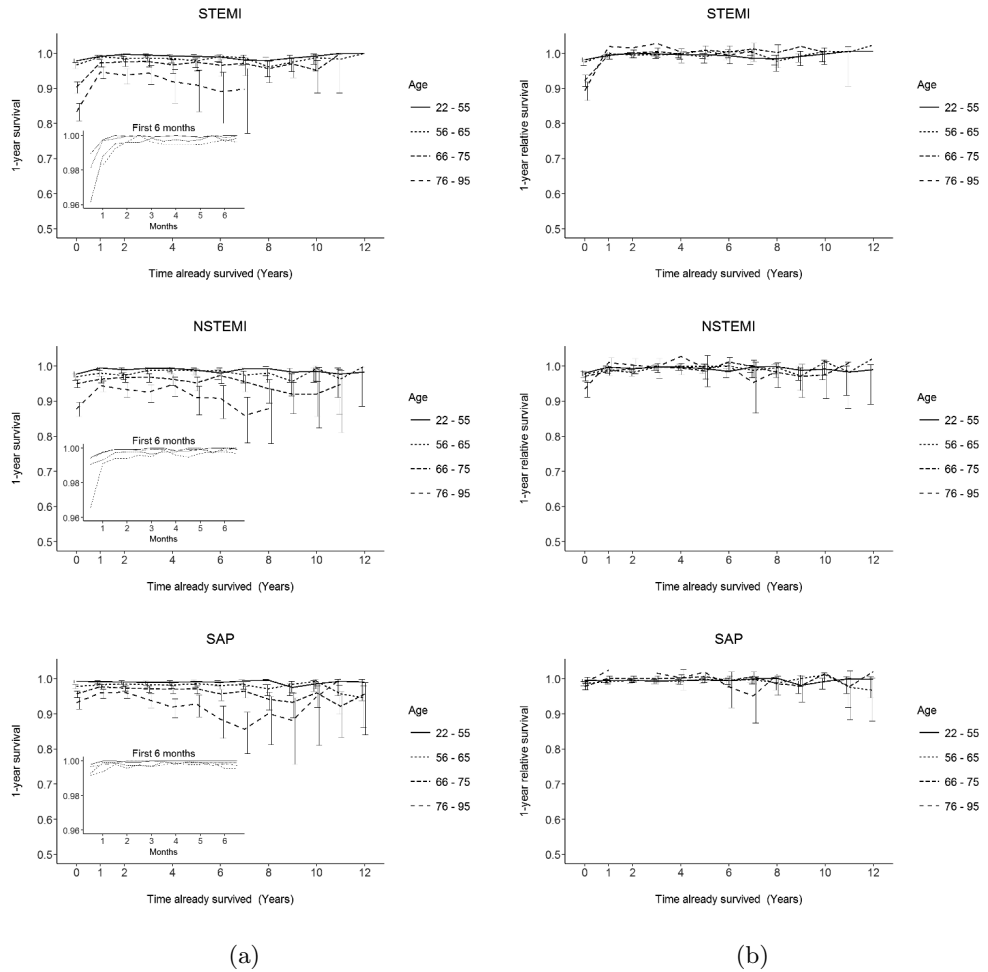 STEMI
1-year survival
1.0
0.9
0.8
0.7
0.6
0.5
0 1 2 4 6 8 10 12
Time already survived (Years)
First 6 months
1.00
0.98
0.96
1 2 3 4 5 6
Months
Age
22 - 55
56 - 65
66 - 75
76 - 95
STEMI
1-year relative survival
1.0
0.9
0.8
0.7
0.6
0.5
0 1 2 4 6 8 10 12
Time already survived (Years)
Age
22 - 55
56 - 65
66 - 75
76 - 95
NSTEMI
1-year survival
1.0
0.9
0.8
0.7
0.6
0.5
0 1 2 4 6 8 10 12
Time already survived (Years)
First 6 months
1.00
0.98
0.96
1 2 3 4 5 6
Months
Age
22 - 55
56 - 65
66 - 75
76 - 95
NSTEMI
1-year relative survival
1.0
0.9
0.8
0.7
0.6
0.5
0 1 2 4 6 8 10 12
Time already survived (Years)
Age
22 - 55
56 - 65
66 - 75
76 - 95
SAP
1-year survival
1.0
0.9
0.8
0.7
0.6
0.5
0 1 2 4 6 8 10 12
Time already survived (Years)
First 6 months
1.00
0.98
0.96
1 2 3 4 5 6
Months
Age
22 - 55
56 - 65
66 - 75
76 - 95
SAP
1-year relative survival
1.0
0.9
0.8
0.7
0.6
0.5
0 1 2 4 6 8 10 12
Time already survived (Years)
Age
22 - 55
56 - 65
66 - 75
76 - 95
(a)
(b)